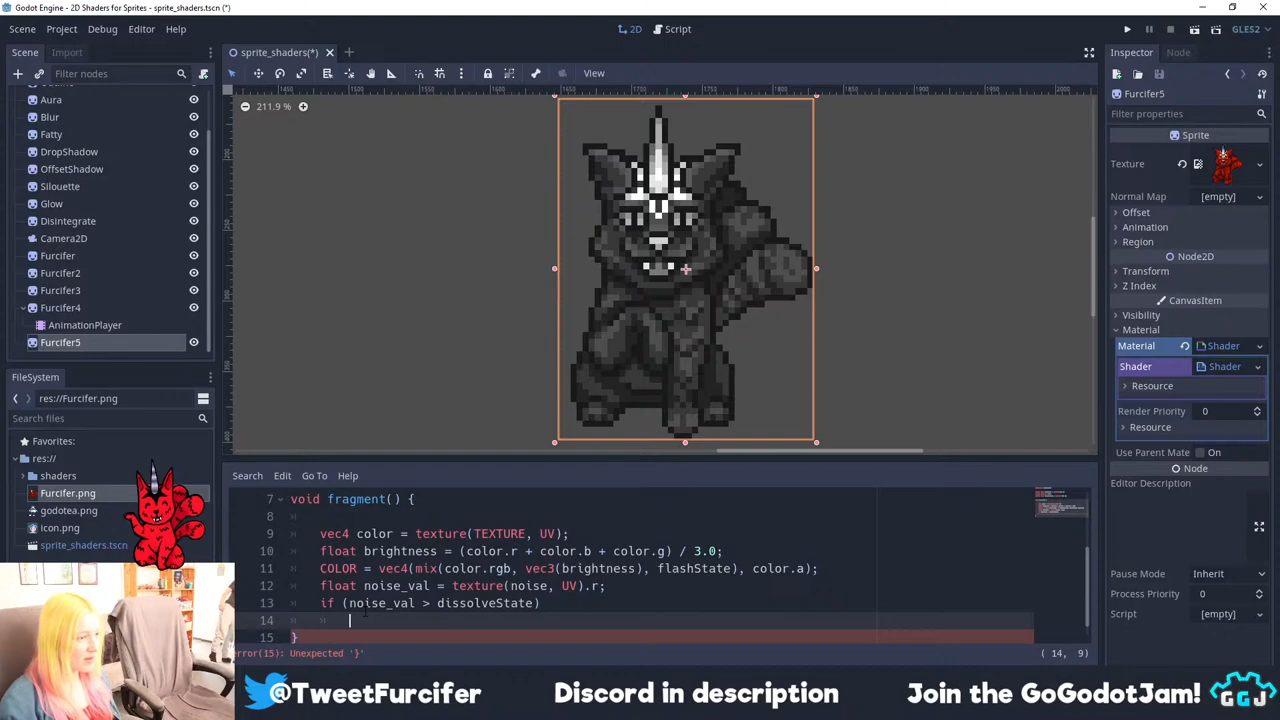 Godot Engine - 2D Shaders for Sprites - sprite_shaders.tscn (*)
Scene Project Debug Editor Help
2D Script
GLES2
Scene Import
Filter nodes
Aura
Blur
Fatty
DropShadow
OffsetShadow
Silouette
Glow
Disintegrate
Camera2D
Furcifer
Furcifer2
Furcifer3
Furcifer4
AnimationPlayer
Furcifer5
FileSystem
res://Furcifer.png
Search files
Favorites:
res://
shaders
Furcifer.png
godotea.png
icon.png
sprite_shaders.tscn
sprite_shaders(*)
View
211.9 %
Search Edit Go To Help
7 void fragment() {
8
9 vec4 color = texture(TEXTURE, UV);
10 float brightness = (color.r + color.b + color.g) / 3.0;
11 COLOR = vec4(mix(color.rgb, vec3(brightness), flashState), color.a);
12 float noise_val = texture(noise, UV).r;
13 if (noise_val > dissolveState)
14
15 }
error(15): Unexpected '}'
( 14, 9)
Inspector Node
Furcifer5
Filter properties
Sprite
Texture
Normal Map [empty]
Offset
Animation
Region
Node2D
Transform
Z Index
CanvasItem
Visibility
Material
Material Shader
Shader Shader
Resource
Render Priority 0
Resource
Use Parent Mate On
Node
Editor Description
Pause Mode Inherit
Process Priority 0
Script [empty]
@TweetFurcifer Discord in description Join the GoGodotJam!
GGJ